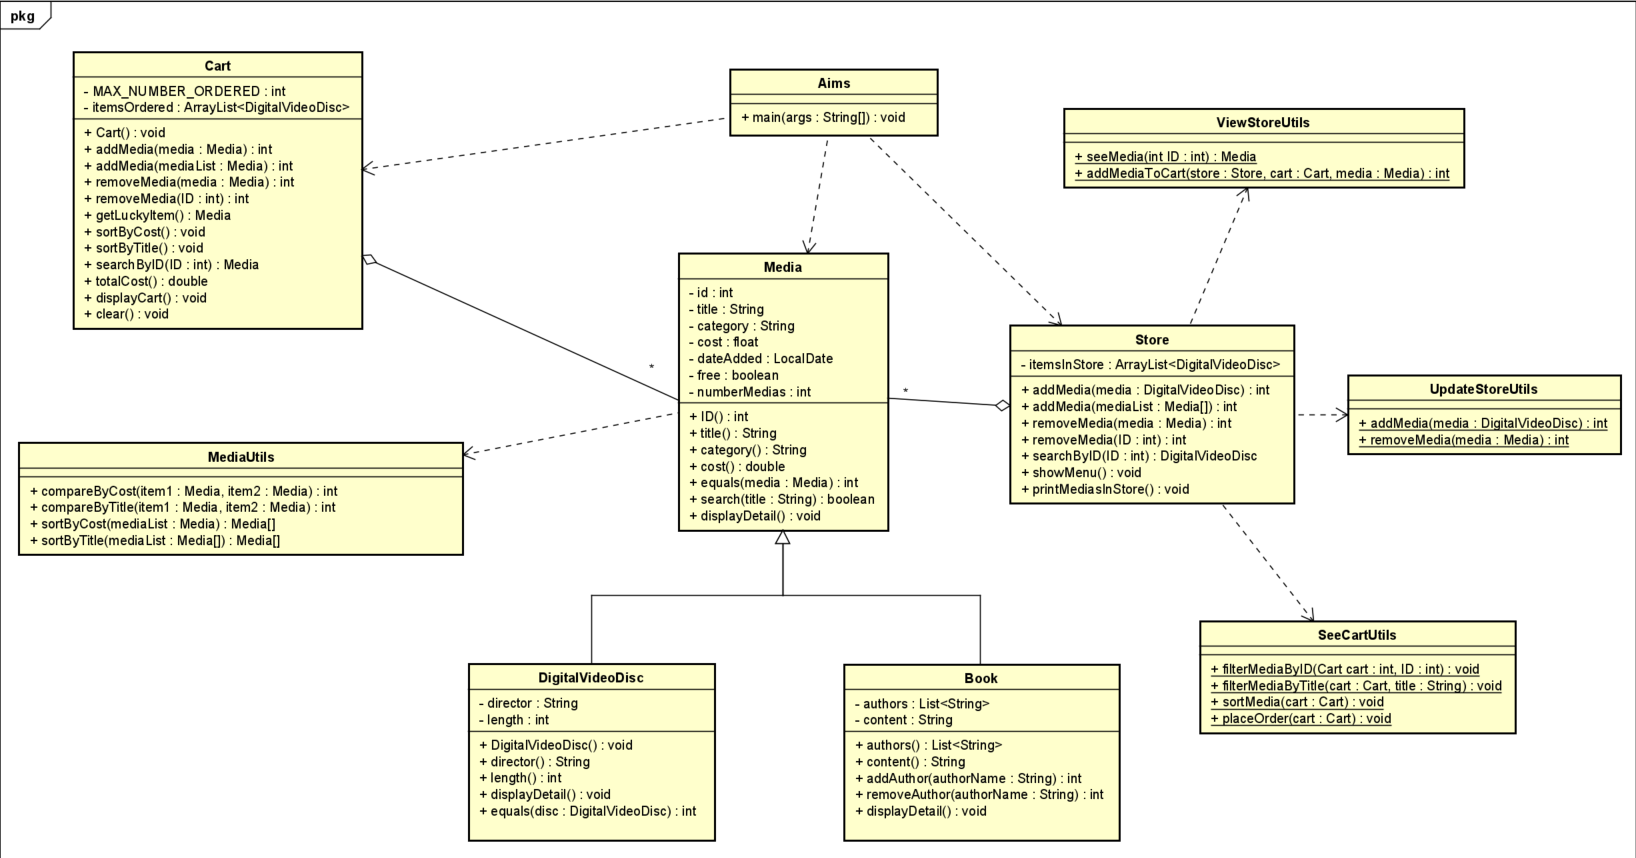 pkg
Cart
- MAX_NUMBER_ORDERED : int
- itemsOrdered : ArrayList<DigitalVideoDisc>
+ Cart() : void
+ addMedia(media : Media) : int
+ addMedia(mediaList : Media) : int
+ removeMedia(media : Media) : int
+ removeMedia(ID : int) : int
+ getLuckyItem() : Media
+ sortByCost() : void
+ sortByTitle() : void
+ searchByID(ID : int) : Media
+ totalCost() : double
+ displayCart() : void
+ clear() : void
Aims
+ main(args : String[]) : void
ViewStoreUtils
+ seeMedia(int ID : int) : Media
+ addMediaToCart(store : Store, cart : Cart, media : Media) : int
Media
- id : int
- title : String
- category : String
- cost : float
- dateAdded : LocalDate
- free : boolean
- numberMedias : int
+ ID() : int
+ title() : String
+ category() : String
+ cost() : double
+ equals(media : Media) : int
+ search(title : String) : boolean
+ displayDetail() : void
*
*
Store
- itemsInStore : ArrayList<DigitalVideoDisc>
+ addMedia(media : DigitalVideoDisc) : int
+ addMedia(mediaList : Media[]) : int
+ removeMedia(media : Media) : int
+ removeMedia(ID : int) : int
+ searchByID(ID : int) : DigitalVideoDisc
+ showMenu() : void
+ printMediasInStore() : void
UpdateStoreUtils
+ addMedia(media : DigitalVideoDisc) : int
+ removeMedia(media : Media) : int
MediaUtils
+ compareByCost(item1 : Media, item2 : Media) : int
+ compareByTitle(item1 : Media, item2 : Media) : int
+ sortByCost(mediaList : Media) : Media[]
+ sortByTitle(mediaList : Media[]) : Media[]
SeeCartUtils
+ filterMediaByID(Cart cart : int, ID : int) : void
+ filterMediaByTitle(cart : Cart, title : String) : void
+ sortMedia(cart : Cart) : void
+ placeOrder(cart : Cart) : void
DigitalVideoDisc
- director : String
- length : int
+ DigitalVideoDisc() : void
+ director() : String
+ length() : int
+ displayDetail() : void
+ equals(disc : DigitalVideoDisc) : int
Book
- authors : List<String>
- content : String
+ authors() : List<String>
+ content() : String
+ addAuthor(authorName : String) : int
+ removeAuthor(authorName : String) : int
+ displayDetail() : void